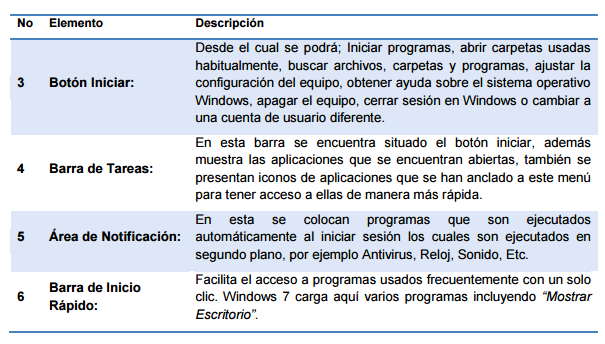 No Elemento Descripción
Desde el cual se podrá; Iniciar programas, abrir carpetas usadas
habitualmente, buscar archivos, carpetas y programas, ajustar la
3 Botón Iniciar: configuración del equipo, obtener ayuda sobre el sistema operativo
Windows, apagar el equipo, cerrar sesión en Windows o cambiar a
una cuenta de usuario diferente.
En esta barra se encuentra situado el botón iniciar, además
4 Barra de Tareas: muestra las aplicaciones que se encuentran abiertas, también se
presentan iconos de aplicaciones que se han anclado a este menú
para tener acceso a ellas de manera más rápida.
En esta se colocan programas que son ejecutados
5 Área de Notificación: automáticamente al iniciar sesión los cuales son ejecutados en
segundo plano, por ejemplo Antivirus, Reloj, Sonido, Etc.
6 Barra de Inicio Rápido: Facilita el acceso a programas usados frecuentemente con un solo
clic. Windows 7 carga aquí varios programas incluyendo “Mostrar
Escritorio”.